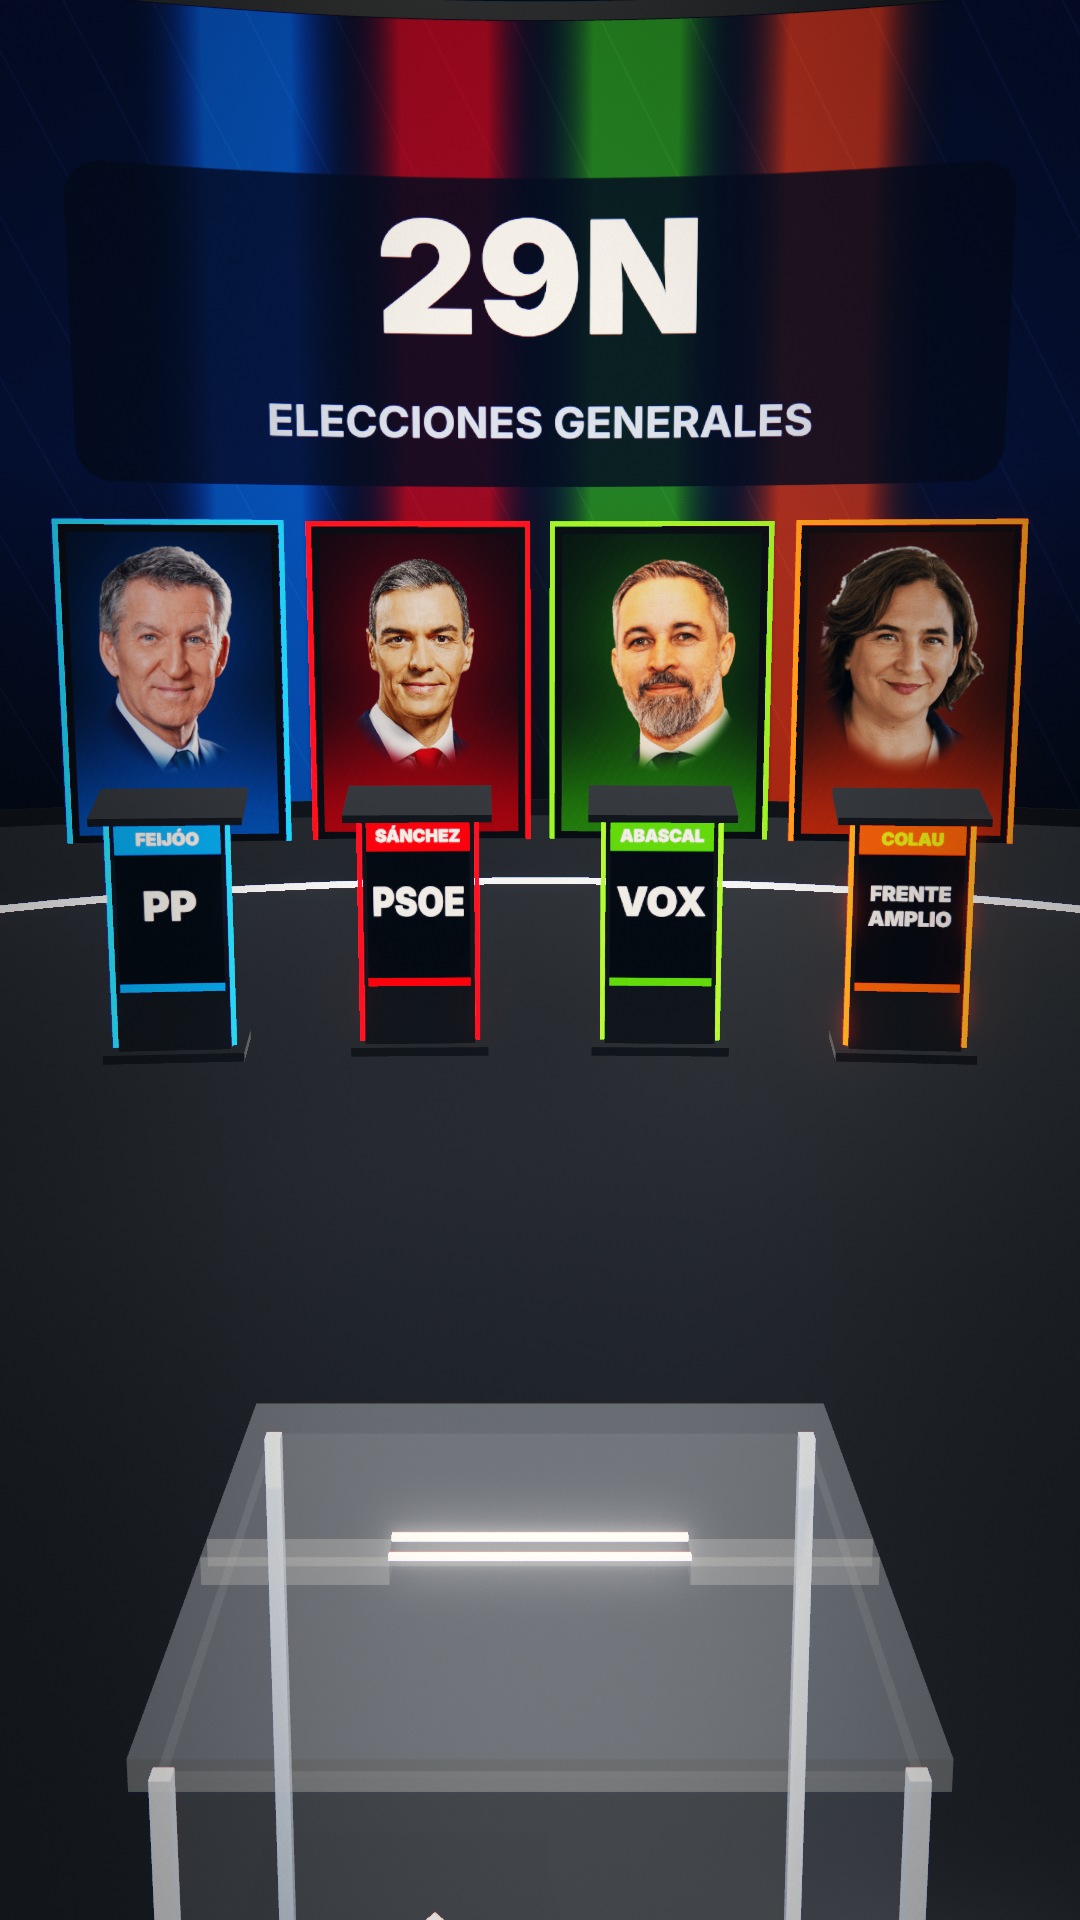 29N
ELECCIONES GENERALES
FEIJÓO
SÁNCHEZ
ABASCAL
COLAU
PP
PSOE
VOX
FRENTE
AMPLIO